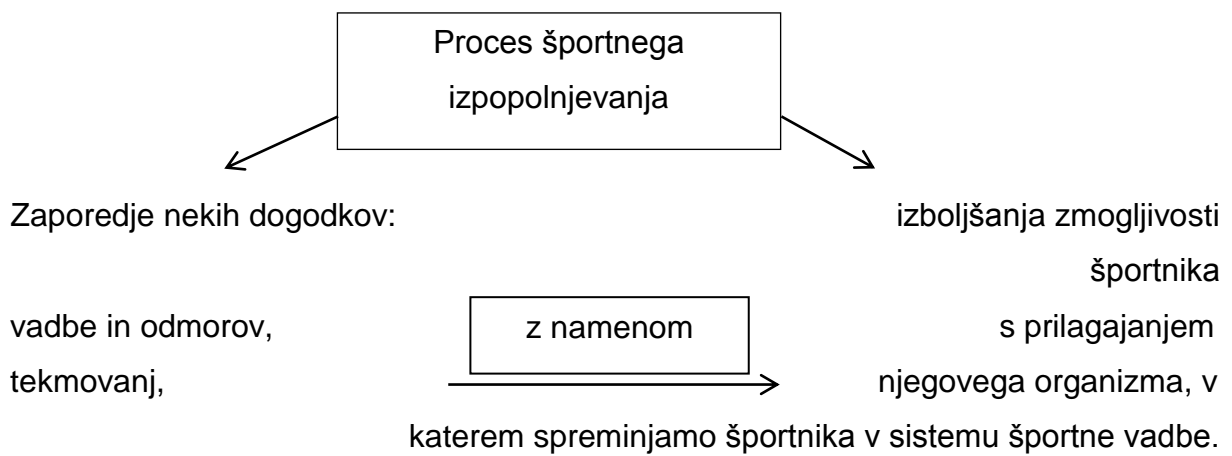 Proces športnega
izpopolnjevanja
Zaporedje nekih dogodkov:
izboljšanja zmogljivosti
športnika
vadbe in odmorov,
z namenom
s prilagajanjem
tekmovanj,
njegovega organizma, v
katerem spreminjamo športnika v sistemu športne vadbe.